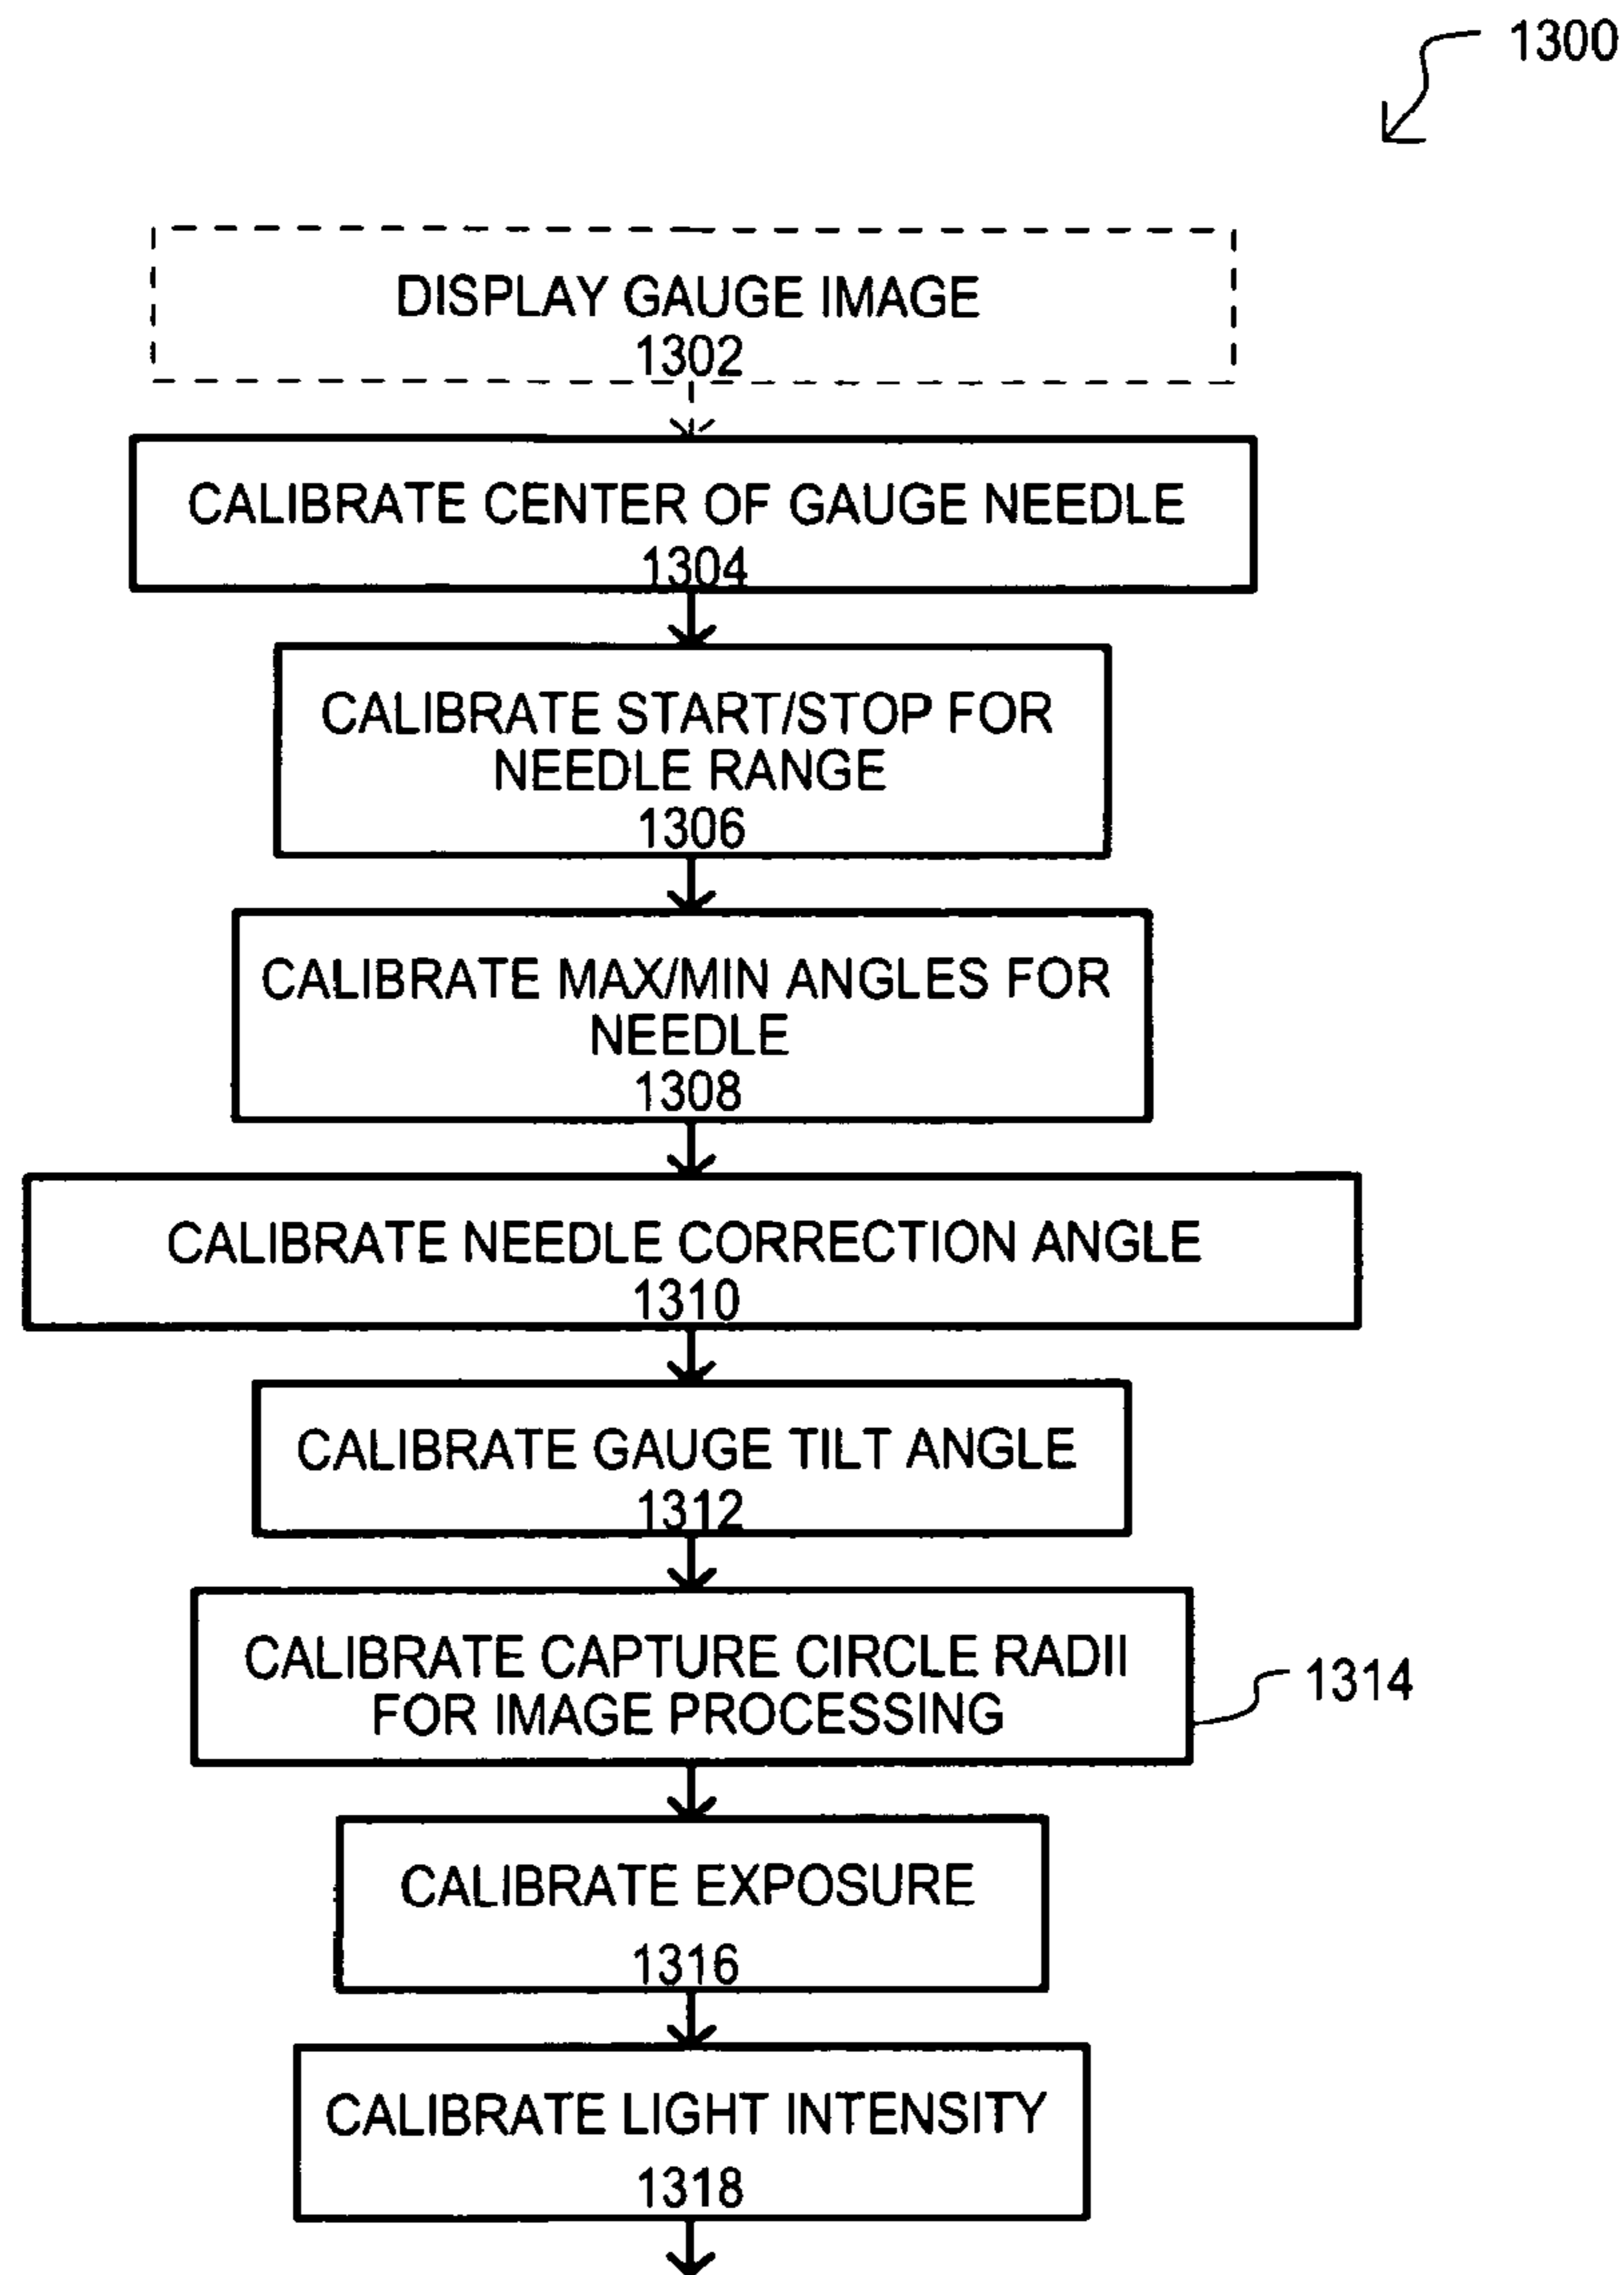 1300
DISPLAY GAUGE IMAGE
1302
CALIBRATE CENTER OF GAUGE NEEDLE
1304
CALIBRATE START/STOP FOR
NEEDLE RANGE
1306
CALIBRATE MAX/MIN ANGLES FOR
NEEDLE
1308
CALIBRATE NEEDLE CORRECTION ANGLE
1310
CALIBRATE GAUGE TILT ANGLE
1312
CALIBRATE CAPTURE CIRCLE RADII
FOR IMAGE PROCESSING
1314
CALIBRATE EXPOSURE
1316
CALIBRATE LIGHT INTENSITY
1318